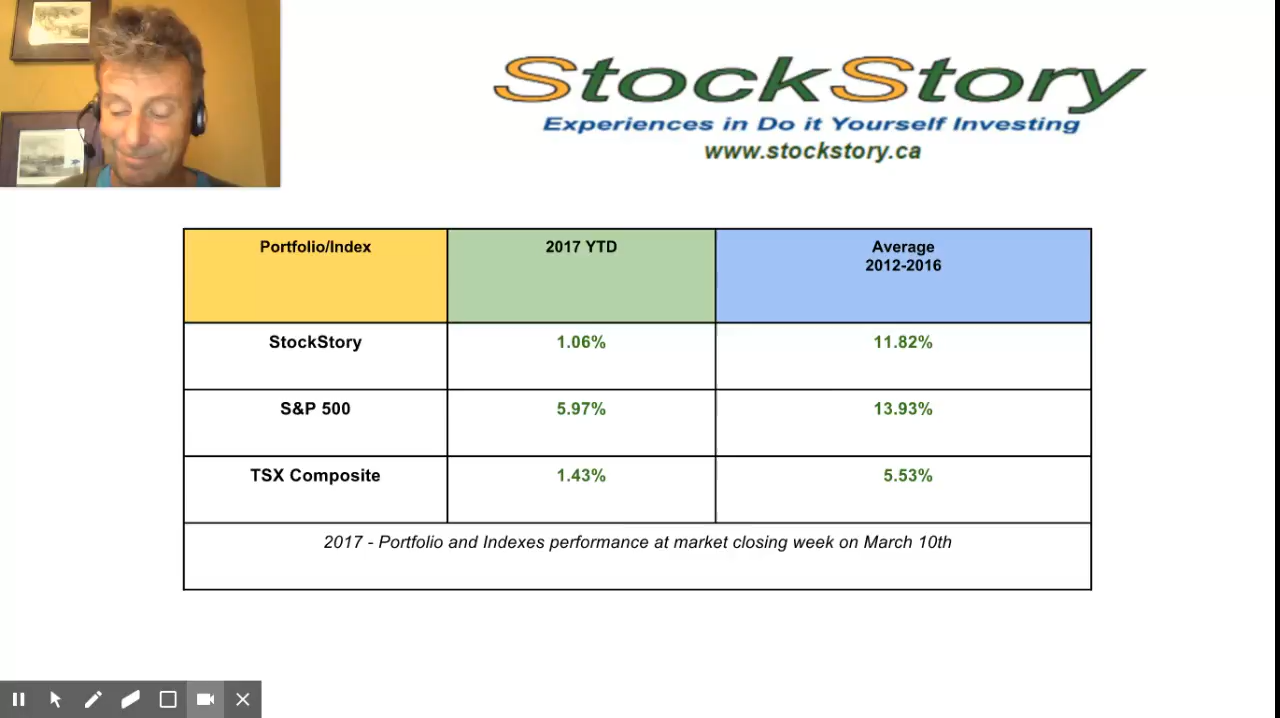 StockStory
Experiences in Do it Yourself Investing
www.stockstory.ca
Portfolio/Index
2017 YTD
Average
2012-2016
StockStory
1.06%
11.82%
S&P 500
5.97%
13.93%
TSX Composite
1.43%
5.53%
2017 - Portfolio and Indexes performance at market closing week on March 10th